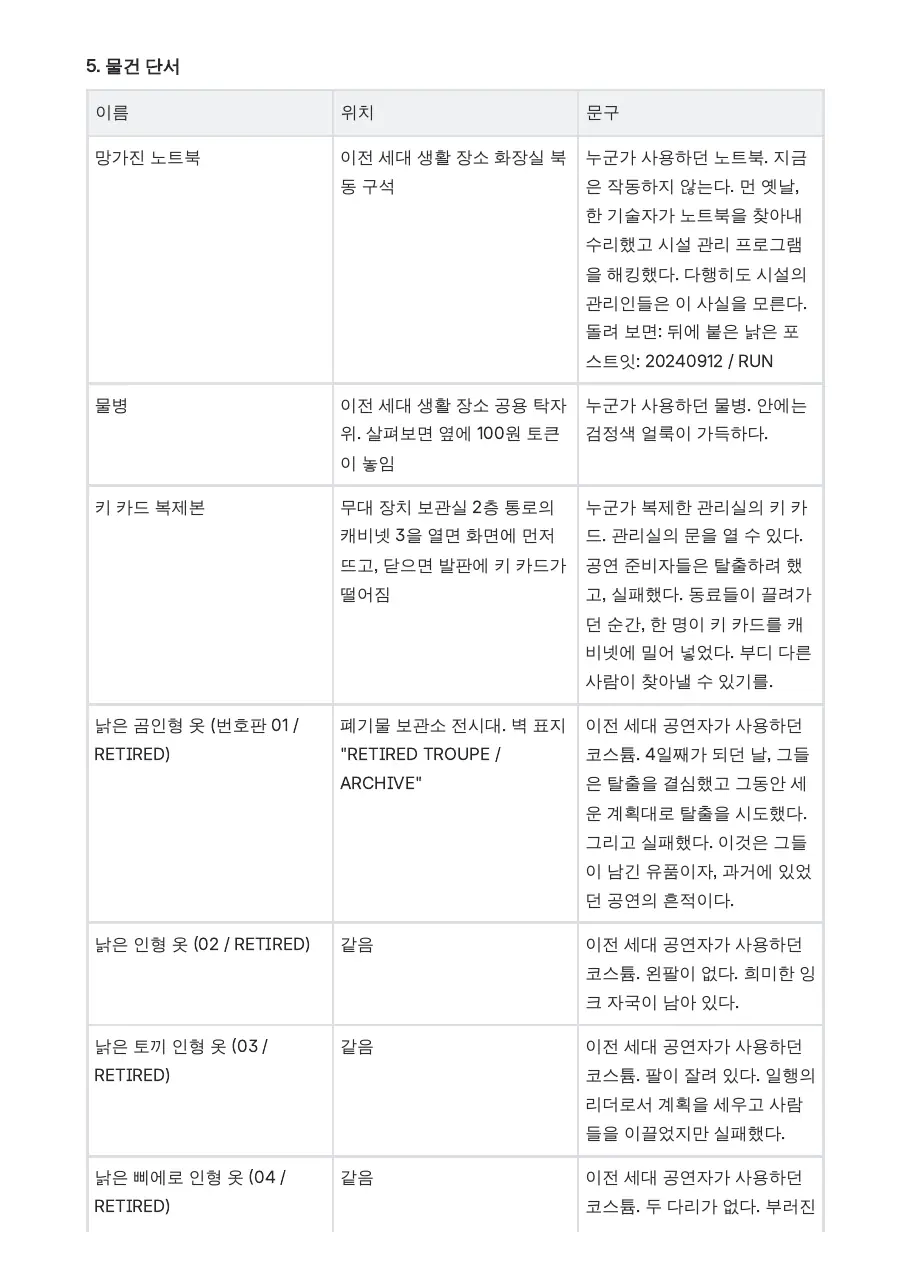 5. 물건 단서
이름
위치
문구
망가진 노트북
이전 세대 생활 장소 화장실 북
동 구석
누군가 사용하던 노트북. 지금
은 작동하지 않는다. 먼 옛날,
한 기술자가 노트북을 찾아내
수리했고 시설 관리 프로그램
을 해킹했다. 다행히도 시설의
관리인들은 이 사실을 모른다.
돌려 보면: 뒤에 붙은 낡은 포
스트잇: 20240912 / RUN
물병
이전 세대 생활 장소 공용 탁자
위. 살펴보면 옆에 100원 토큰
이 놓임
누군가 사용하던 물병. 안에는
검정색 얼룩이 가득하다.
키 카드 복제본
무대 장치 보관실 2층 통로의
캐비넷 3을 열면 화면에 먼저
뜨고, 닫으면 발판에 키 카드가
떨어짐
누군가 복제한 관리실의 키 카
드. 관리실의 문을 열 수 있다.
공연 준비자들은 탈출하려 했
고, 실패했다. 동료들이 끌려가
던 순간, 한 명이 키 카드를 캐
비넷에 밀어 넣었다. 부디 다른
사람이 찾아낼 수 있기를.
낡은 곰인형 옷 (번호판 01 /
RETIRED)
폐기물 보관소 전시대. 벽 표지
"RETIRED TROUPE /
ARCHIVE"
이전 세대 공연자가 사용하던
코스튬. 4일째가 되던 날, 그들
은 탈출을 결심했고 그동안 세
운 계획대로 탈출을 시도했다.
그리고 실패했다. 이것은 그들
이 남긴 유품이자, 과거에 있었
던 공연의 흔적이다.
낡은 인형 옷 (02 / RETIRED)
같음
이전 세대 공연자가 사용하던
코스튬. 왼팔이 없다. 희미한 잉
크 자국이 남아 있다.
낡은 토끼 인형 옷 (03 /
RETIRED)
같음
이전 세대 공연자가 사용하던
코스튬. 팔이 잘려 있다. 일행의
리더로서 계획을 세우고 사람
들을 이끌었지만 실패했다.
낡은 삐에로 인형 옷 (04 /
RETIRED)
같음
이전 세대 공연자가 사용하던
코스튬. 두 다리가 없다. 부러진